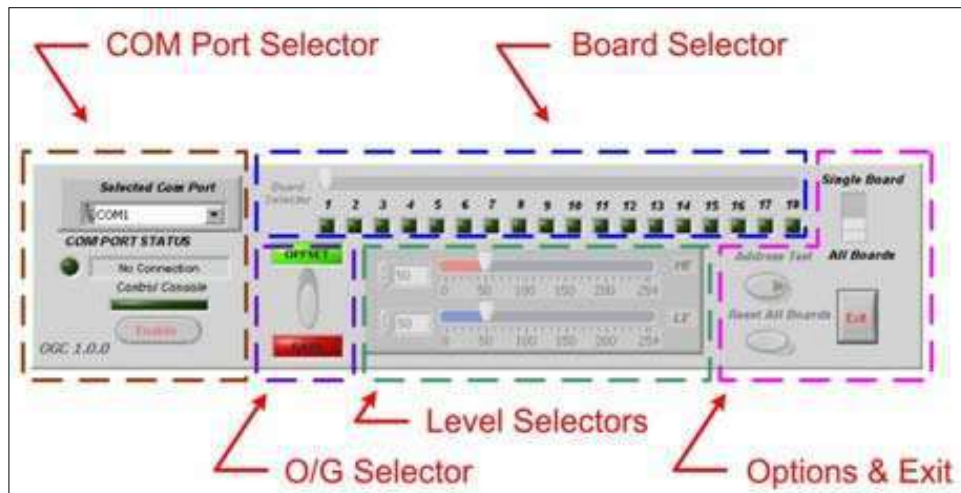 COM Port Selector
Board Selector
Selected Com Port
COM1
COM PORT STATUS
No Connection
Control Console
Enable
OGC 1.0.0
Board
Selector
1 2 3 4 5 6 7 8 9 10 11 12 13 14 15 16 17 18
OFFSET
50
HF
0 50 100 150 200 254
50
LF
0 50 100 150 200 254
Single Board
All Boards
Address Test
Reset All Boards
Exit
Level Selectors
O/G Selector
Options & Exit